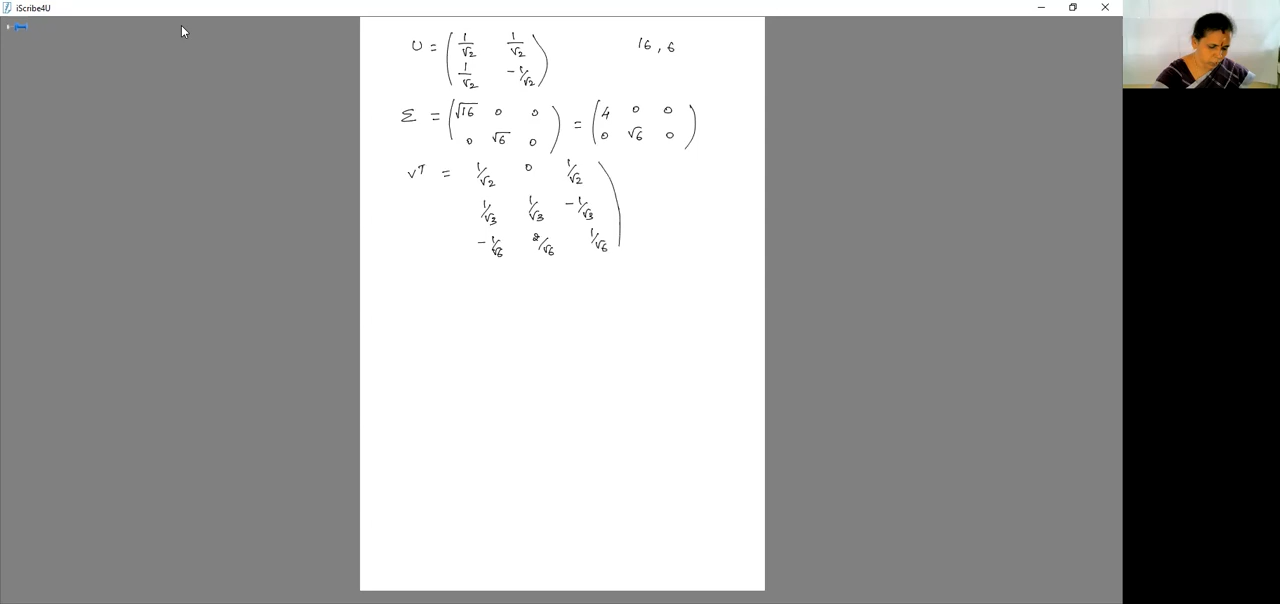 iScribe4U
U = ( 1/√2 1/√2 16, 6
1/√2 -1/√2 )
Σ = ( √16 0 0 = ( 4 0 0
0 √6 0 ) 0 √6 0 )
V^T = 1/√2 0 1/√2
1/√3 1/√3 -1/√3
-1/√6 2/√6 1/√6 )